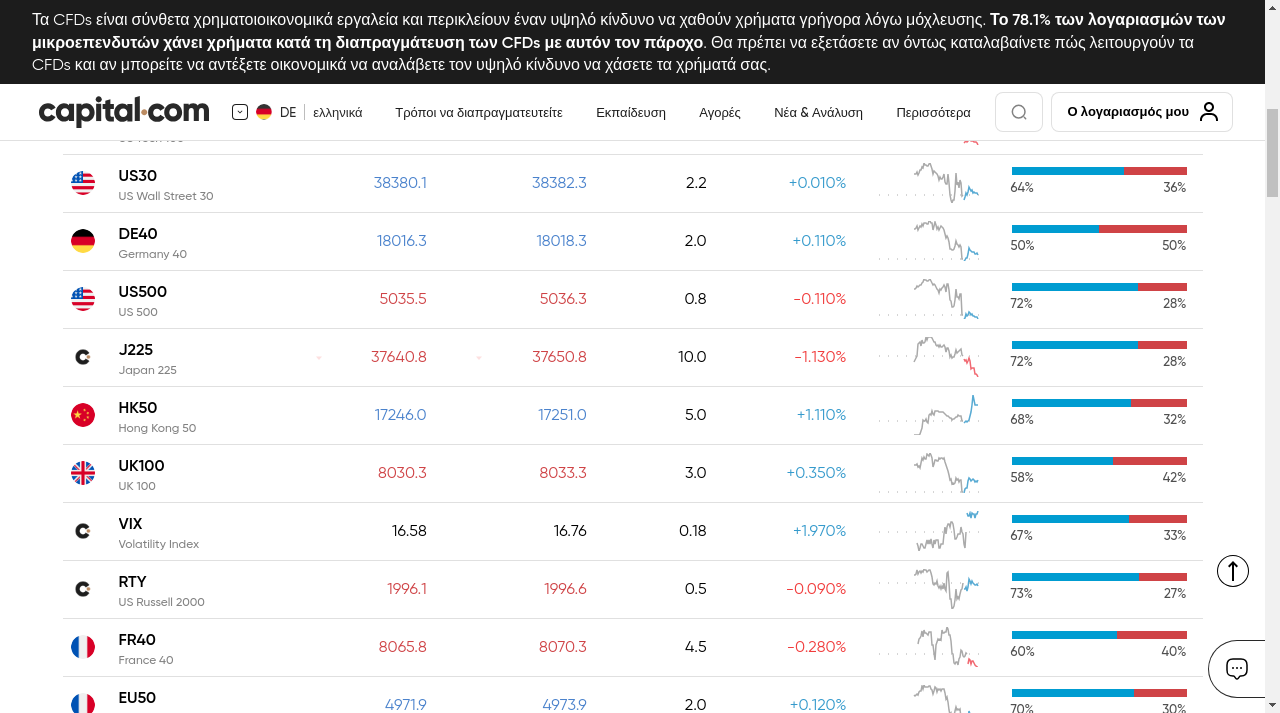 Τα CFDs είναι σύνθετα χρηματοιοικονομικά εργαλεία και περικλείουν έναν υψηλό κίνδυνο να χαθούν χρήματα γρήγορα λόγω μόχλευσης. Το 78.1% των λογαριασμών των
μικροεπενδυτών χάνει χρήματα κατά τη διαπραγμάτευση των CFDs με αυτόν τον πάροχο. Θα πρέπει να εξετάσετε αν όντως καταλαβαίνετε πώς λειτουργούν τα
CFDs και αν μπορείτε να αντέξετε οικονομικά να αναλάβετε τον υψηλό κίνδυνο να χάσετε τα χρήματά σας.
capital.com DE ελληνικά Τρόποι να διαπραγματευτείτε Εκπαίδευση Αγορές Νέα & Ανάλυση Περισσότερα Ο λογαριασμός μου
US30 38380.1 38382.3 2.2 +0.010% 64% 36%
US Wall Street 30
DE40 18016.3 18018.3 2.0 +0.110% 50% 50%
Germany 40
US500 5035.5 5036.3 0.8 -0.110% 72% 28%
US 500
J225 37640.8 37650.8 10.0 -1.130% 72% 28%
Japan 225
HK50 17246.0 17251.0 5.0 +1.110% 68% 32%
Hong Kong 50
UK100 8030.3 8033.3 3.0 +0.350% 58% 42%
UK 100
VIX 16.58 16.76 0.18 +1.970% 67% 33%
Volatility Index
RTY 1996.1 1996.6 0.5 -0.090% 73% 27%
US Russell 2000
FR40 8065.8 8070.3 4.5 -0.280% 60% 40%
France 40
EU50 4971.9 4973.9 2.0 +0.120% 70% 30%